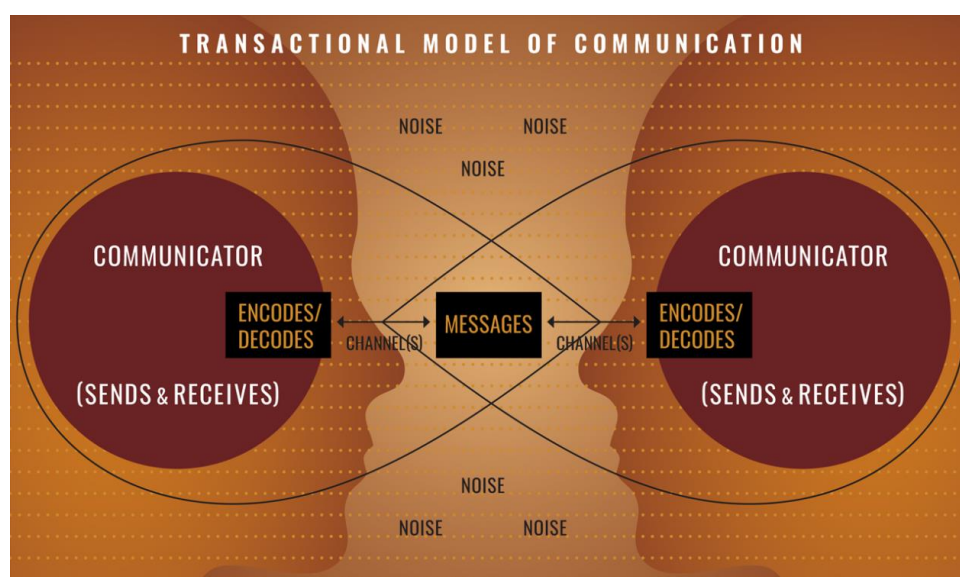 TRANSACTIONAL MODEL OF COMMUNICATION
NOISE NOISE
NOISE
COMMUNICATOR
ENCODES/
DECODES
(SENDS & RECEIVES)
CHANNEL(S)
MESSAGES
CHANNEL(S)
COMMUNICATOR
ENCODES/
DECODES
(SENDS & RECEIVES)
NOISE
NOISE NOISE